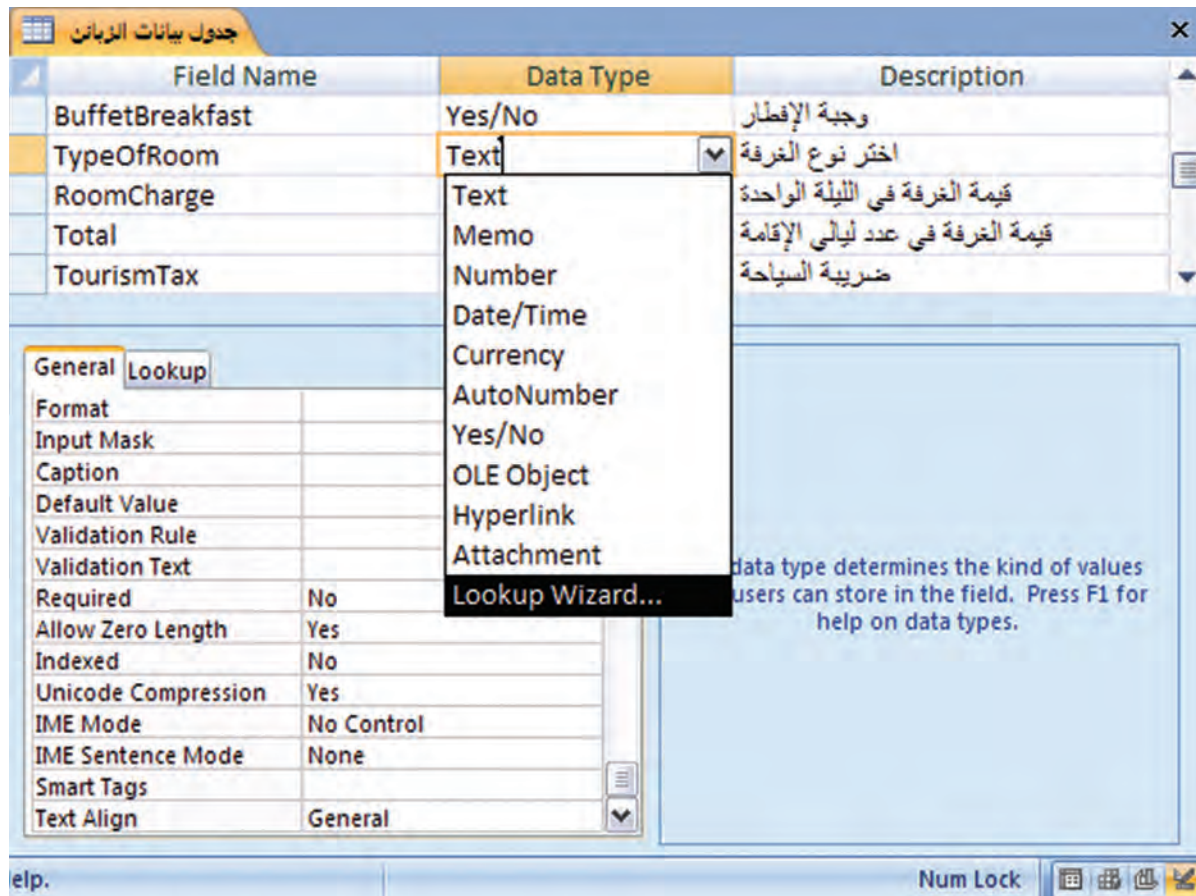 جدول بيانات الزبائن
Field Name Data Type Description
BuffetBreakfast Yes/No وجبة الإفطار
TypeOfRoom Text اختر نوع الغرفة
RoomCharge قيمة الغرفة في الليلة الواحدة
Total قيمة الغرفة في عدد ليالي الإقامة
TourismTax ضريبة السياحة
Text
Memo
Number
Date/Time
Currency
AutoNumber
Yes/No
OLE Object
Hyperlink
Attachment
Lookup Wizard...
General Lookup
Format
Input Mask
Caption
Default Value
Validation Rule
Validation Text
Required No
Allow Zero Length Yes
Indexed No
Unicode Compression Yes
IME Mode No Control
IME Sentence Mode None
Smart Tags
Text Align General
data type determines the kind of values
users can store in the field. Press F1 for
help on data types.
elp. Num Lock